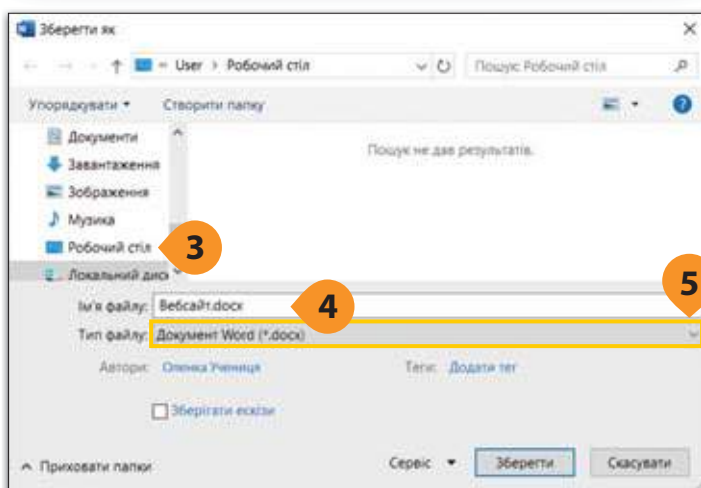 Зберегти як
User › Робочий стіл
Пошук: Робочий стіл
Упорядкувати
Створити папку
Документи
Завантаження
Зображення
Музика
Робочий стіл
3
Локальний диск
Пошук не дав результатів.
Ім'я файлу: Вебсайт.docx
4
5
Тип файлу: Документ Word (*.docx)
Автори: Оленка Учениця
Теги: Додати тег
Зберігати ескізи
Приховати папки
Сервіс
Зберегти
Скасувати